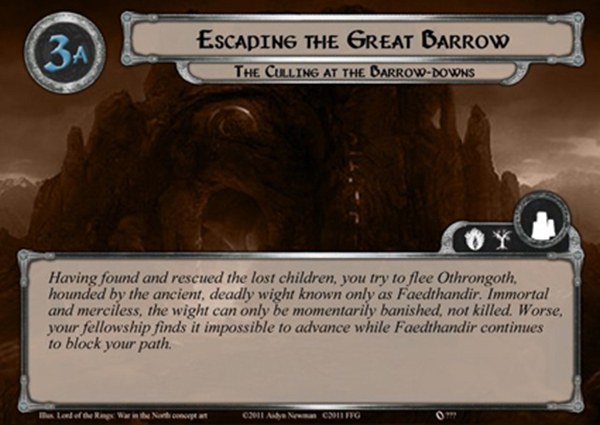 3A
Escaping the Great Barrow
The Culling at the Barrow-downs
Having found and rescued the lost children, you try to flee Othrongoth,
hounded by the ancient, deadly wight known only as Faedthandir. Immortal
and merciless, the wight can only be momentarily banished, not killed. Worse,
your fellowship finds it impossible to advance while Faedthandir continues
to block your path.
Illus. Lord of the Rings: War in the North concept art ©2011 Aidyn Newman ©2011 FFG ???